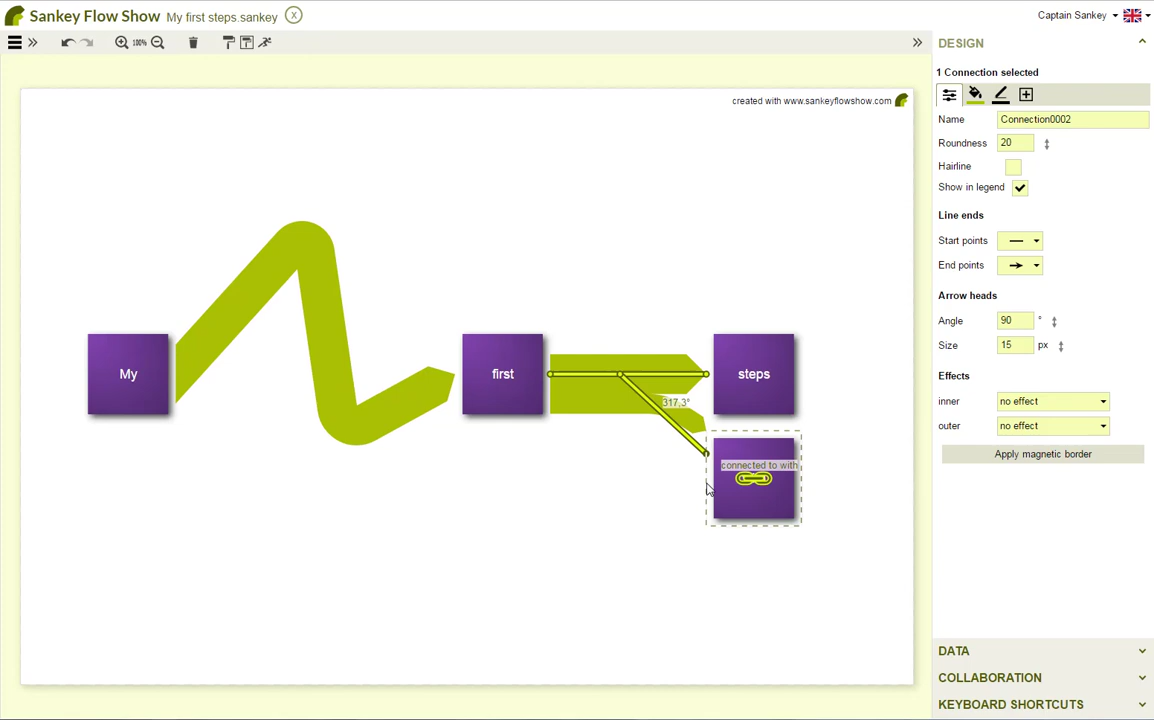 Sankey Flow Show My first steps.sankey
Captain Sankey
100%
created with www.sankeyflowshow.com
My
first
steps
317.3°
connected to with
DESIGN
1 Connection selected
Name Connection0002
Roundness 20
Hairline
Show in legend
Line ends
Start points
End points
Arrow heads
Angle 90 °
Size 15 px
Effects
inner no effect
outer no effect
Apply magnetic border
DATA
COLLABORATION
KEYBOARD SHORTCUTS